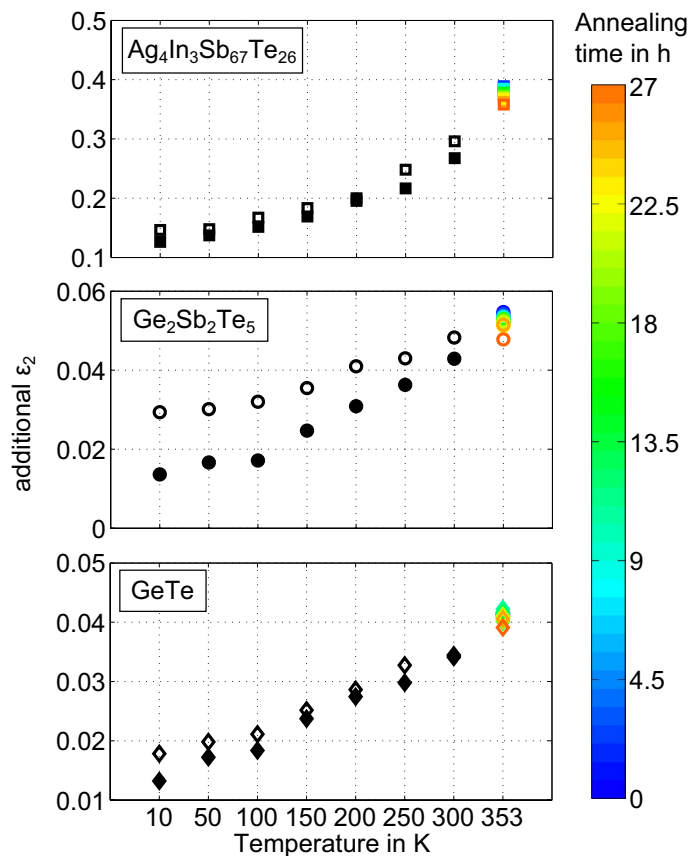 Annealing
time in h
0.5
Ag₄In₃Sb₆₇Te₂₆
0.4
0.3
0.2
0.1
0.06
Ge₂Sb₂Te₅
0.04
0.02
0
additional ε₂
0.05
GeTe
0.04
0.03
0.02
0.01
10 50 100 150 200 250 300 353
Temperature in K
27
22.5
18
13.5
9
4.5
0